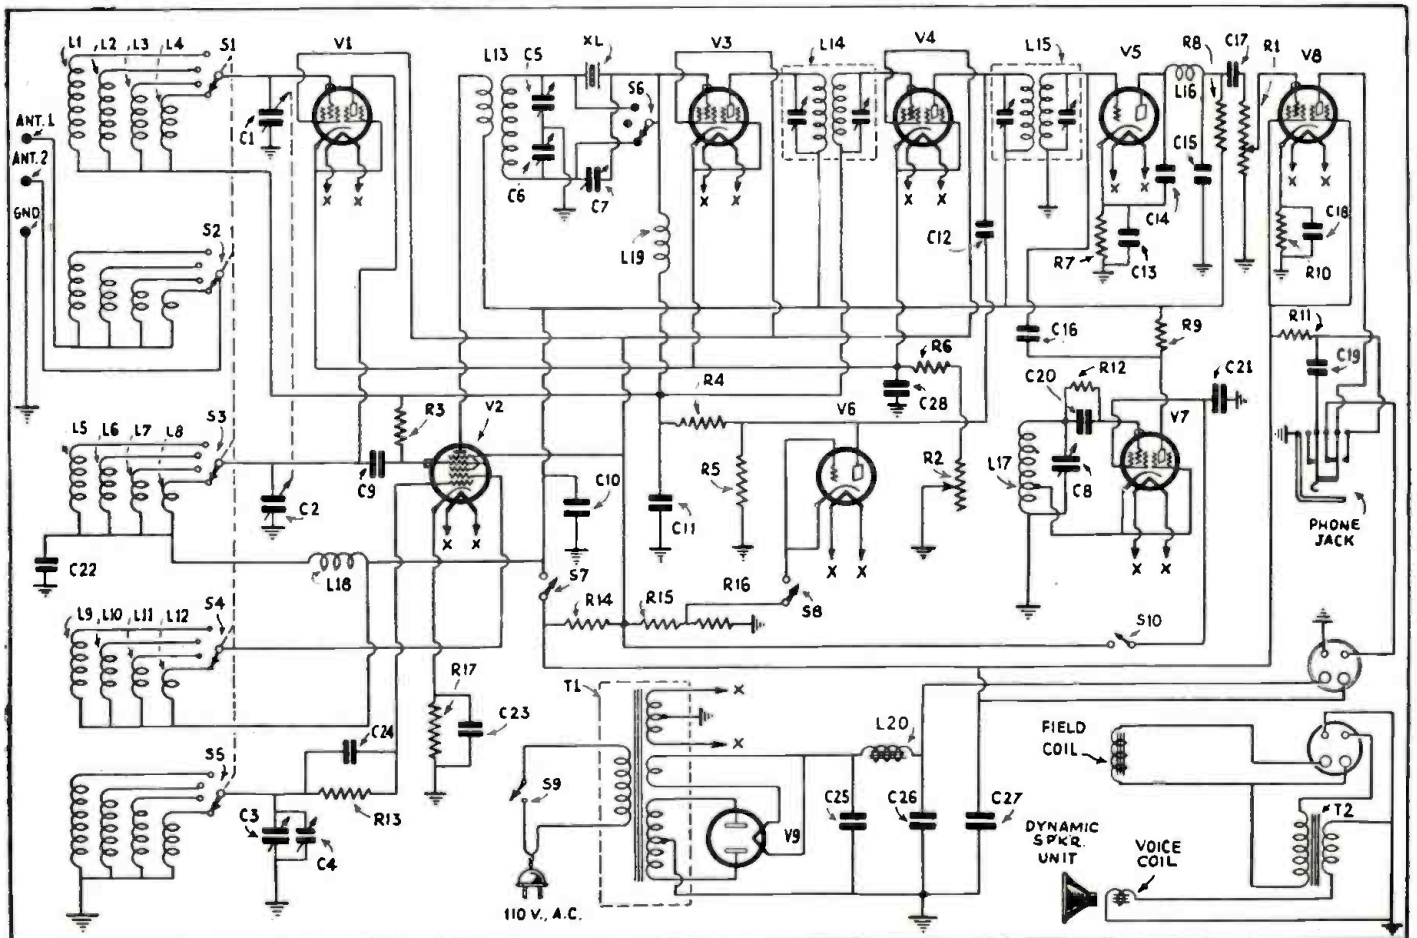 L1 L2 L3 L4 S1 V1 L13 C5 XL V3 L14 V4 L15 V5 R8 C17 R1 V8
S6 L16
ANT.1 C1 C15
ANT.2 C6 C7 C14
GND S2 C12 C18
L19 R7 C13 R10
C16 R9 R11
R6 C19
R4 R12 C21
L5 L6 L7 L8 S3 R3 V2 C28 C20
V6 V7
C9 R5 R2 L17 C8
C2 C10 C11
X X X X X X X X X X X X X X
PHONE
JACK
C22 L18 S7 R16
R14 R15 S8
L9 L10 L11 L12 S4 S10
R17 T1 X
C24 C23 X L20 FIELD
COIL
S5 S9
R13 C25 C26 C27 T2
C3 C4 V9 DYNAMIC
SPKR.
UNIT
VOICE
COIL
110 V., A.C.